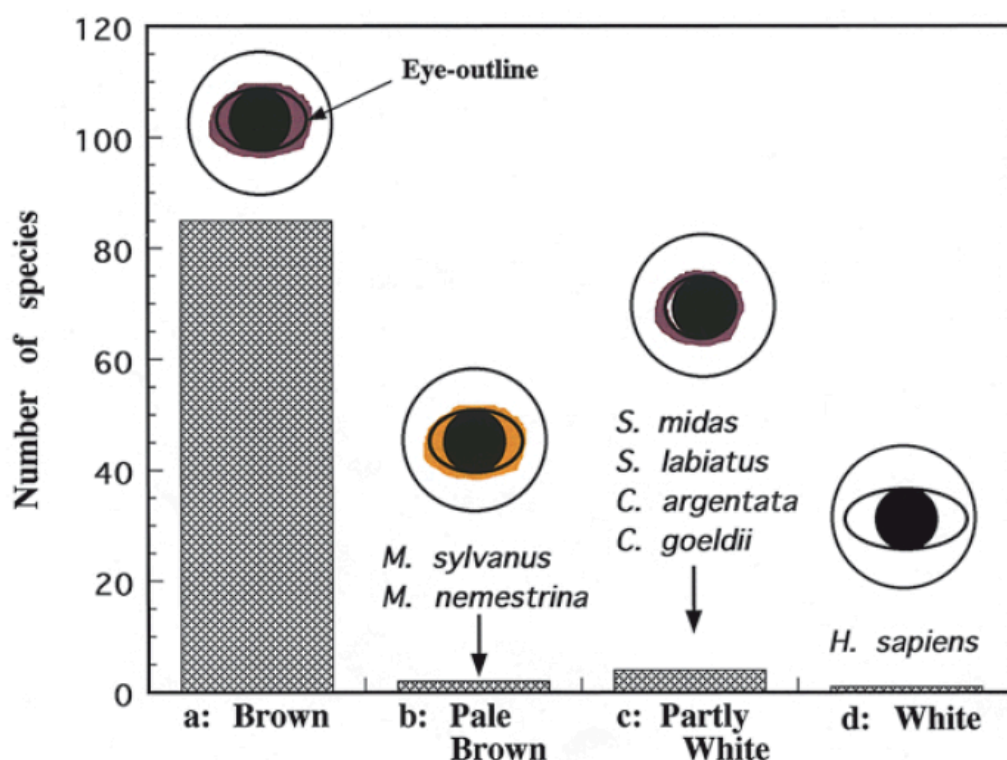 Number of species
120
100
80
60
40
20
0
Eye-outline
M. sylvanus
M. nemestrina
S. midas
S. labiatus
C. argentata
C. goeldii
H. sapiens
a: Brown
b: Pale
Brown
c: Partly
White
d: White